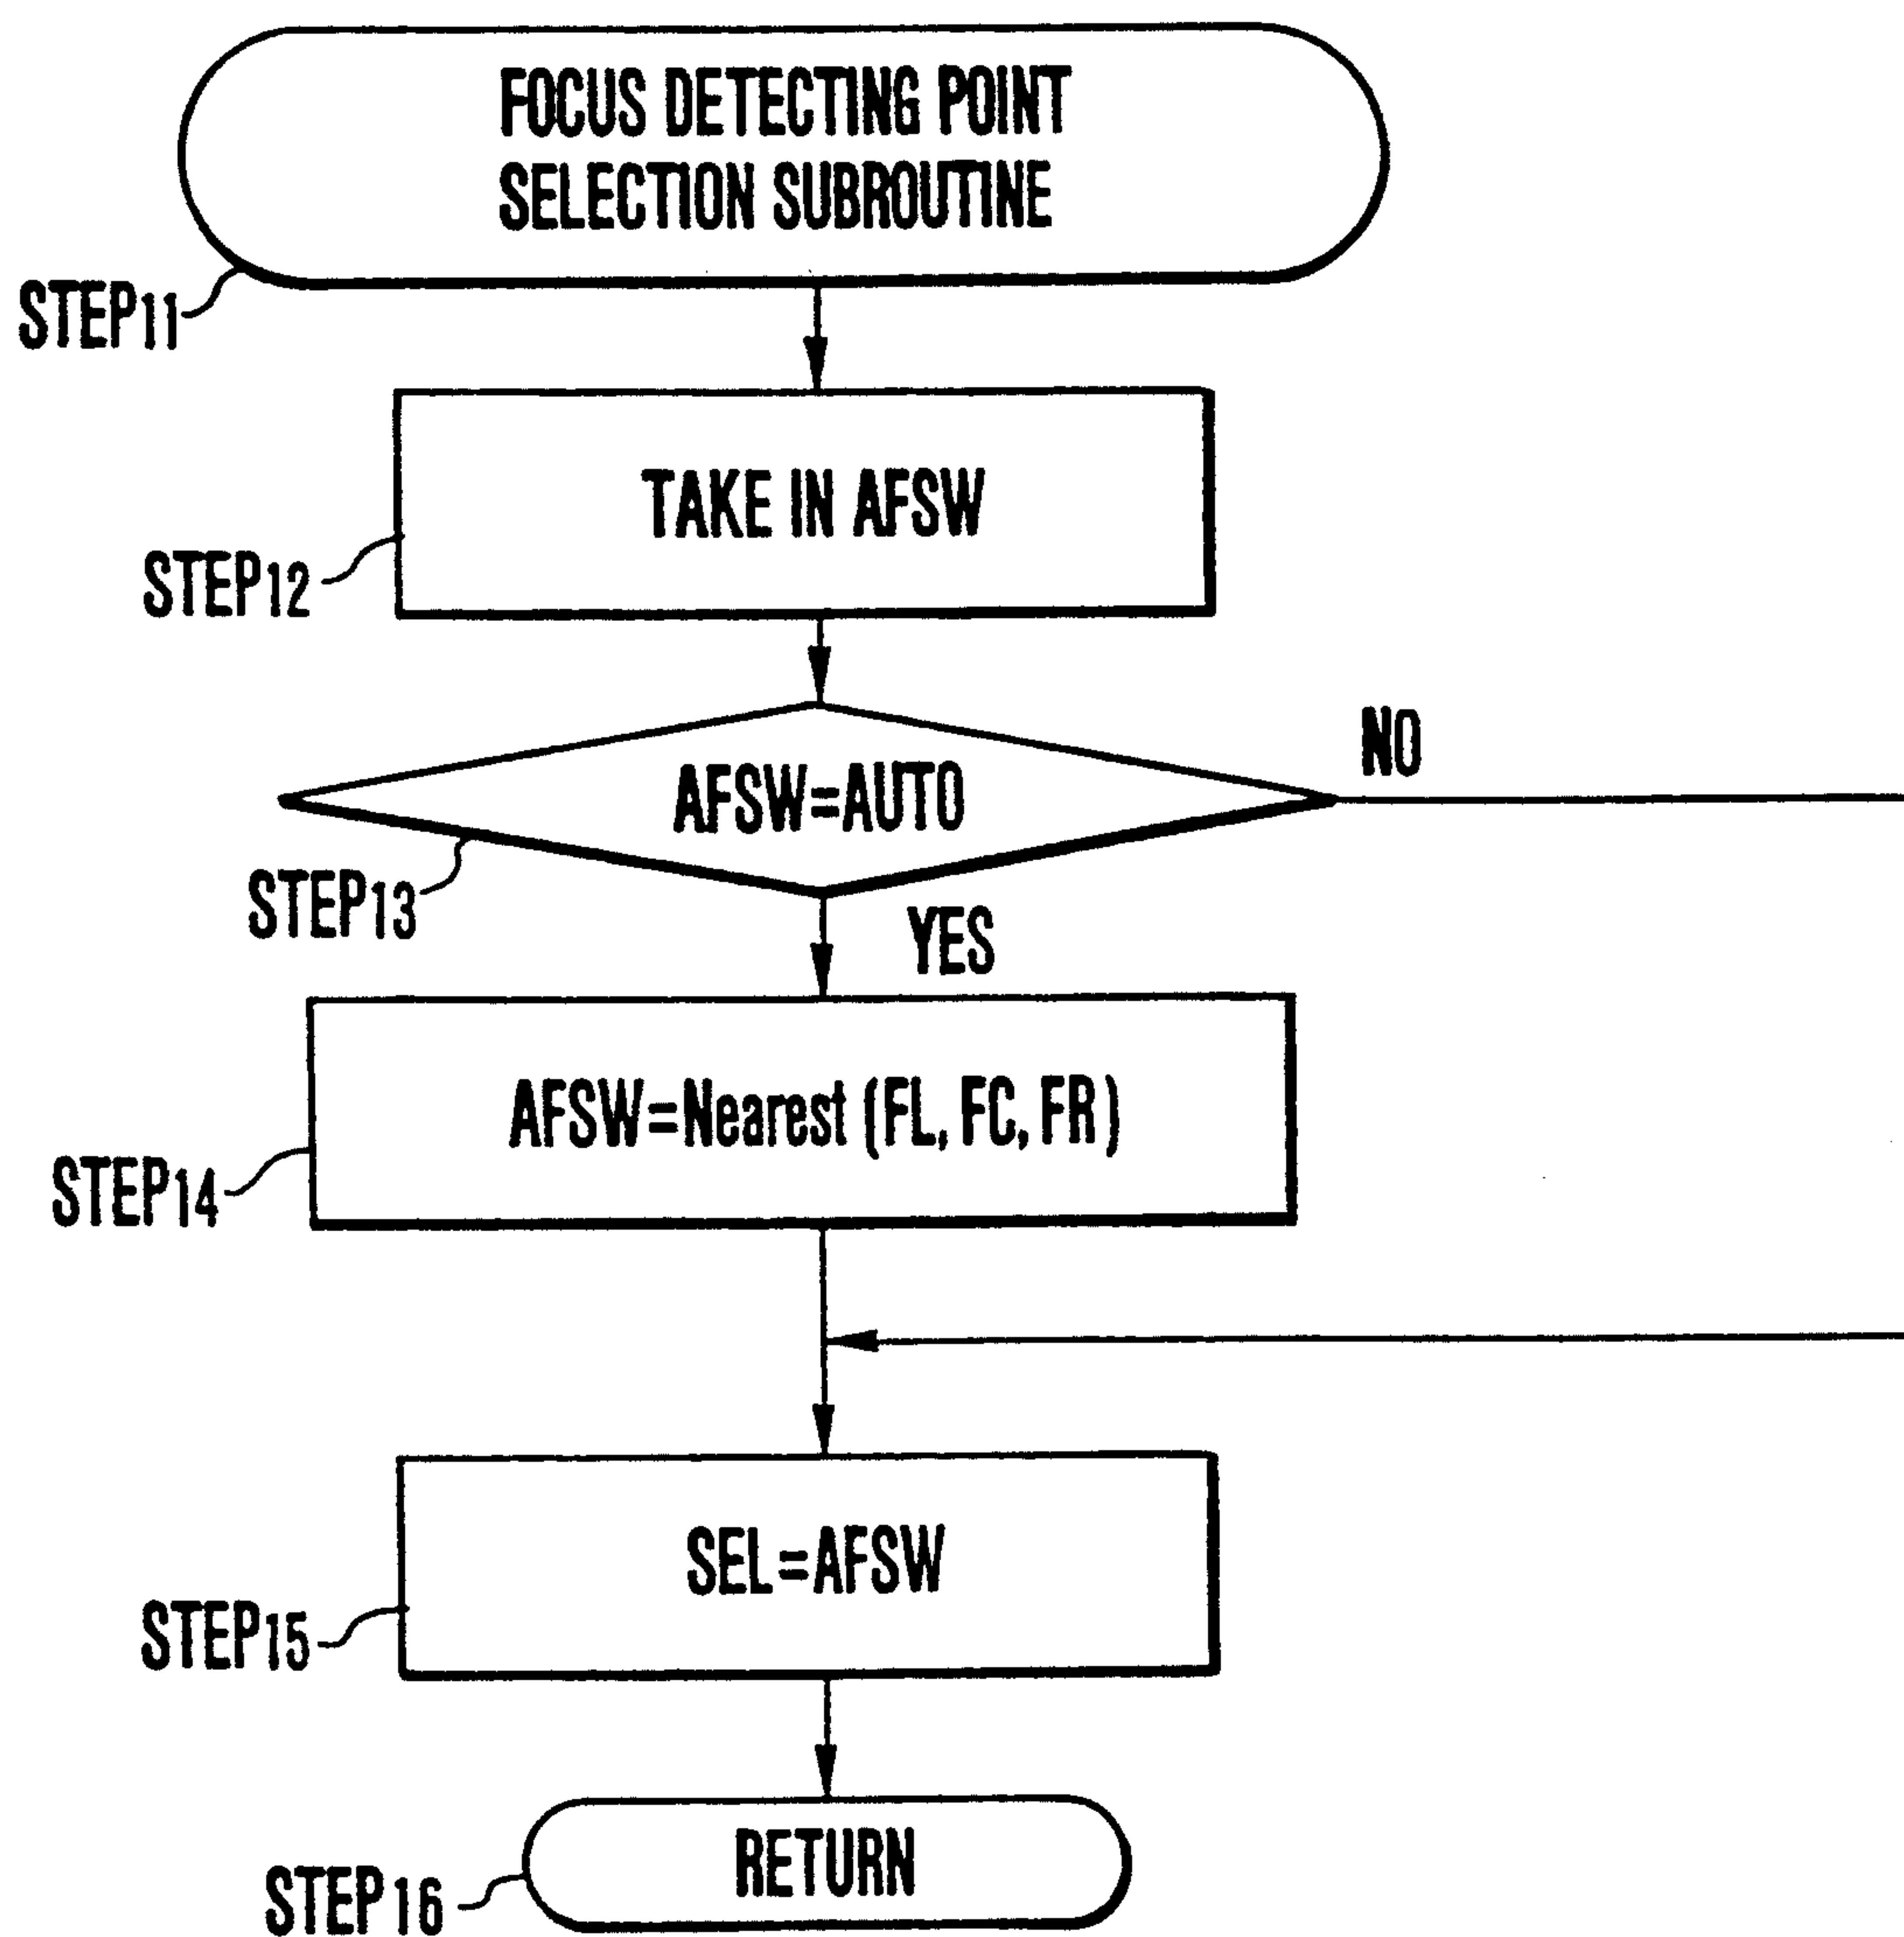 FOCUS DETECTING POINT
SELECTION SUBROUTINE
STEP11
TAKE IN AFSW
STEP12
AFSW=AUTO
NO
STEP13
YES
AFSW=Nearest (FL, FC, FR)
STEP14
SEL=AFSW
STEP15
RETURN
STEP16